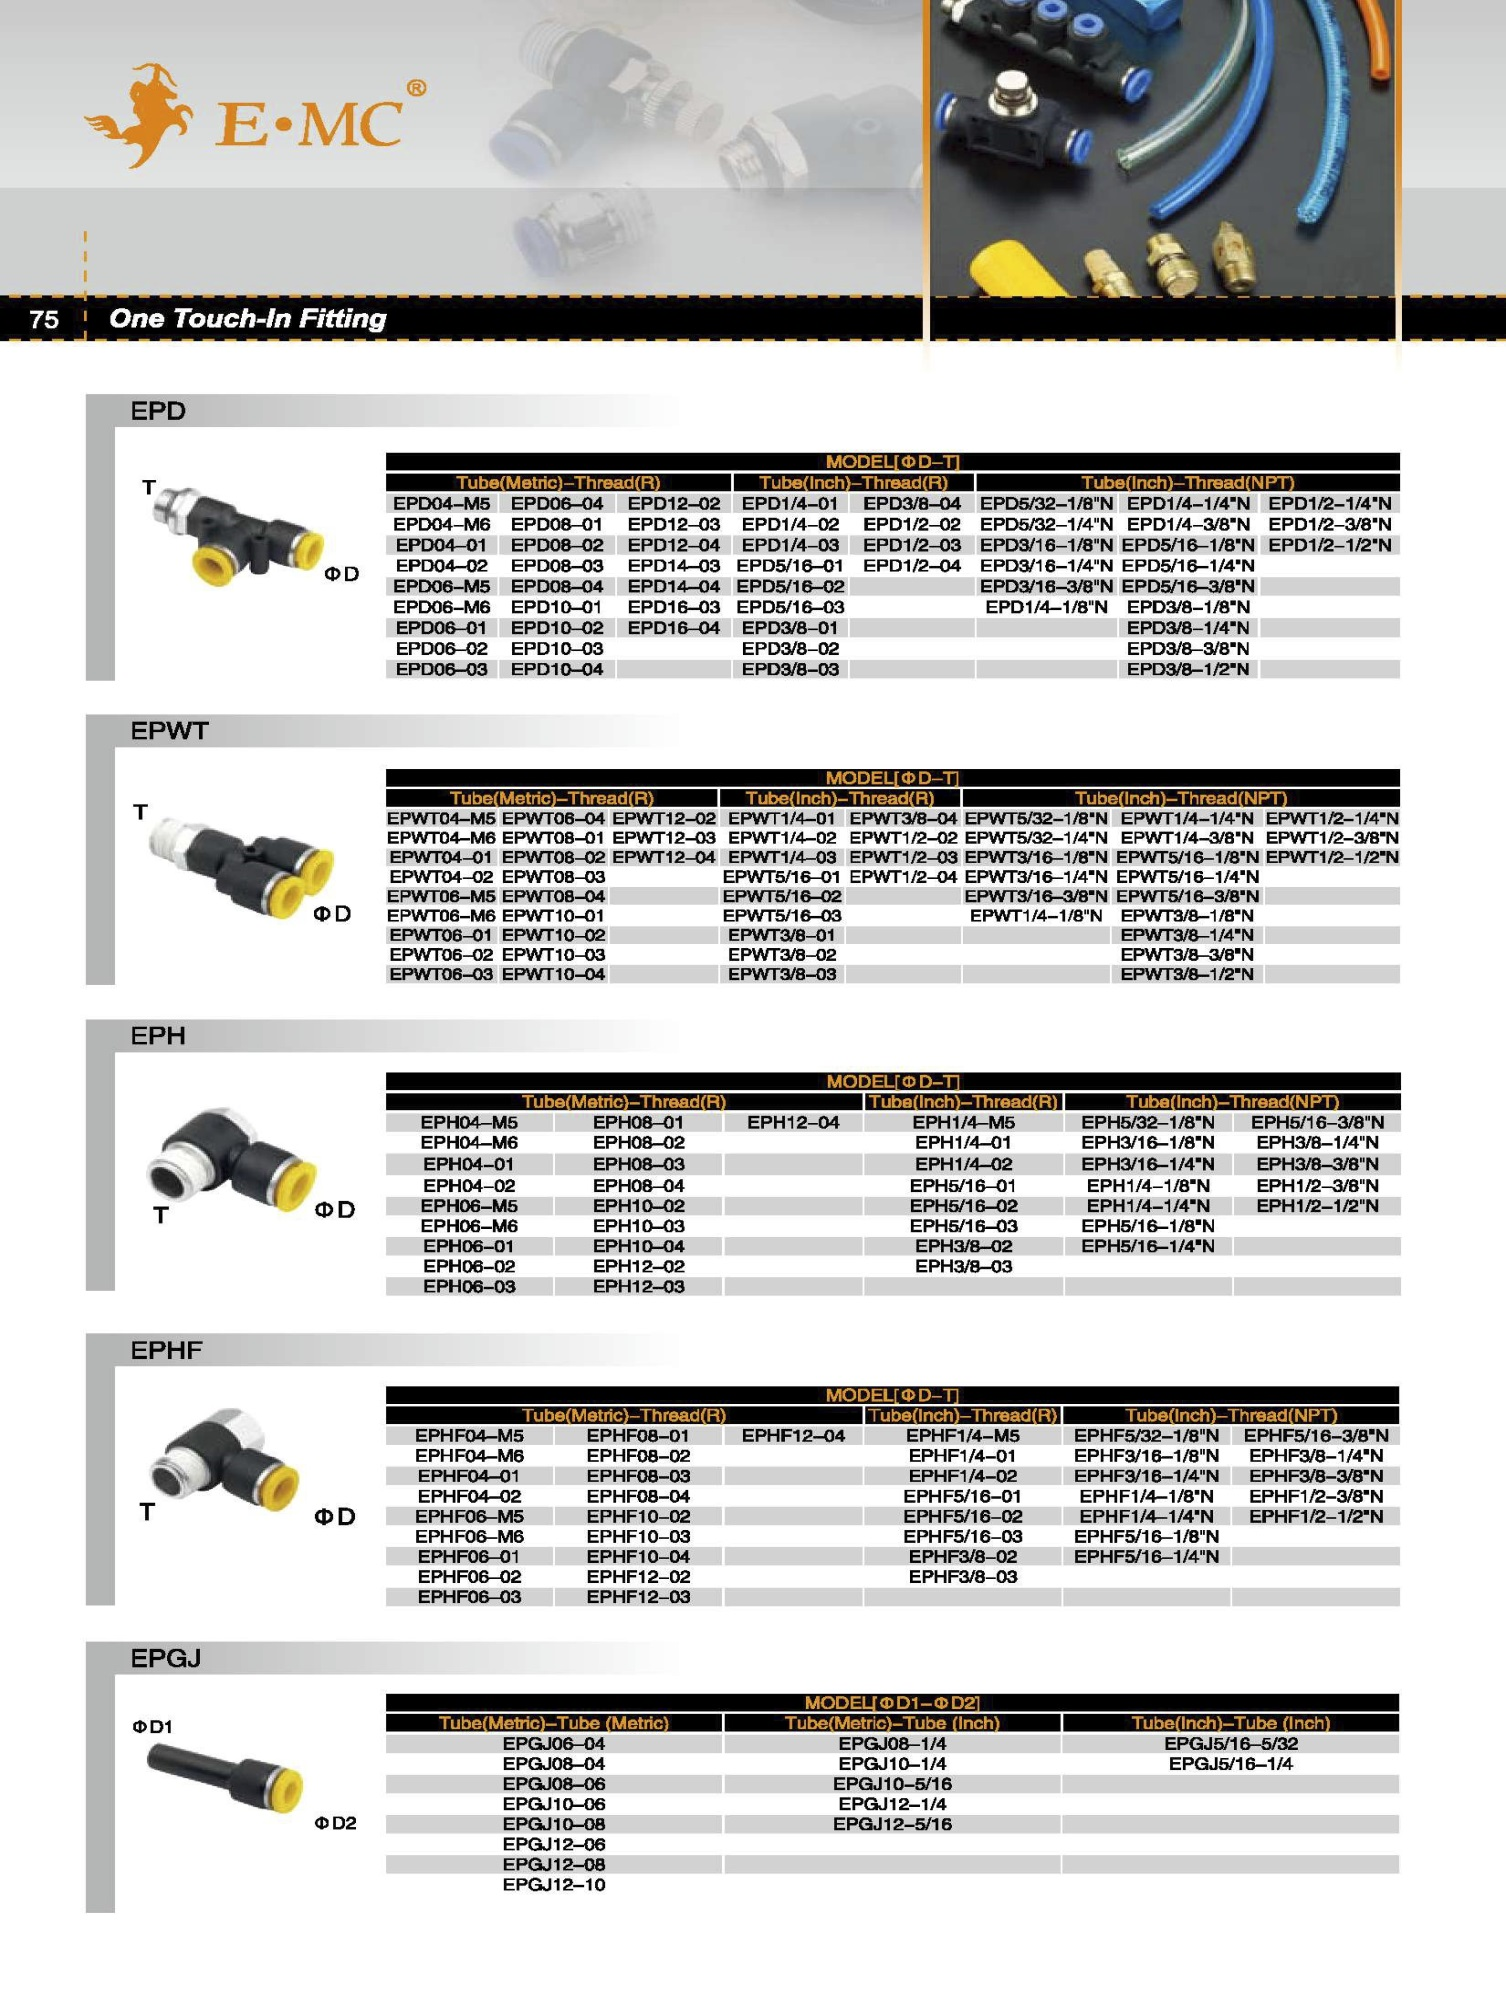 E·MC®
75 One Touch-In Fitting
EPD
T
ΦD
MODEL[ΦD–T]
Tube(Metric)–Thread(R) Tube(Inch)–Thread(R) Tube(Inch)–Thread(NPT)
EPD04–M5 EPD06–04 EPD12–02 EPD1/4–01 EPD3/8–04 EPD5/32–1/8"N EPD1/4–1/4"N EPD1/2–1/4"N
EPD04–M6 EPD08–01 EPD12–03 EPD1/4–02 EPD1/2–02 EPD5/32–1/4"N EPD1/4–3/8"N EPD1/2–3/8"N
EPD04–01 EPD08–02 EPD12–04 EPD1/4–03 EPD1/2–03 EPD3/16–1/8"N EPD5/16–1/8"N EPD1/2–1/2"N
EPD04–02 EPD08–03 EPD14–03 EPD5/16–01 EPD1/2–04 EPD3/16–1/4"N EPD5/16–1/4"N
EPD06–M5 EPD08–04 EPD14–04 EPD5/16–02 EPD3/16–3/8"N EPD5/16–3/8"N
EPD06–M6 EPD10–01 EPD16–03 EPD5/16–03 EPD1/4–1/8"N EPD3/8–1/8"N
EPD06–01 EPD10–02 EPD16–04 EPD3/8–01 EPD3/8–1/4"N
EPD06–02 EPD10–03 EPD3/8–02 EPD3/8–3/8"N
EPD06–03 EPD10–04 EPD3/8–03 EPD3/8–1/2"N
EPWT
T
ΦD
MODEL[ΦD–T]
Tube(Metric)–Thread(R) Tube(Inch)–Thread(R) Tube(Inch)–Thread(NPT)
EPWT04–M5 EPWT06–04 EPWT12–02 EPWT1/4–01 EPWT3/8–04 EPWT5/32–1/8"N EPWT1/4–1/4"N EPWT1/2–1/4"N
EPWT04–M6 EPWT08–01 EPWT12–03 EPWT1/4–02 EPWT1/2–02 EPWT5/32–1/4"N EPWT1/4–3/8"N EPWT1/2–3/8"N
EPWT04–01 EPWT08–02 EPWT12–04 EPWT1/4–03 EPWT1/2–03 EPWT3/16–1/8"N EPWT5/16–1/8"N EPWT1/2–1/2"N
EPWT04–02 EPWT08–03 EPWT5/16–01 EPWT1/2–04 EPWT3/16–1/4"N EPWT5/16–1/4"N
EPWT06–M5 EPWT08–04 EPWT5/16–02 EPWT3/16–3/8"N EPWT5/16–3/8"N
EPWT06–M6 EPWT10–01 EPWT5/16–03 EPWT1/4–1/8"N EPWT3/8–1/8"N
EPWT06–01 EPWT10–02 EPWT3/8–01 EPWT3/8–1/4"N
EPWT06–02 EPWT10–03 EPWT3/8–02 EPWT3/8–3/8"N
EPWT06–03 EPWT10–04 EPWT3/8–03 EPWT3/8–1/2"N
EPH
T
ΦD
MODEL[ΦD–T]
Tube(Metric)–Thread(R) Tube(Inch)–Thread(R) Tube(Inch)–Thread(NPT)
EPH04–M5 EPH08–01 EPH12–04 EPH1/4–M5 EPH5/32–1/8"N EPH5/16–3/8"N
EPH04–M6 EPH08–02 EPH1/4–01 EPH3/16–1/8"N EPH3/8–1/4"N
EPH04–01 EPH08–03 EPH1/4–02 EPH3/16–1/4"N EPH3/8–3/8"N
EPH04–02 EPH08–04 EPH5/16–01 EPH1/4–1/8"N EPH1/2–3/8"N
EPH06–M5 EPH10–02 EPH5/16–02 EPH1/4–1/4"N EPH1/2–1/2"N
EPH06–M6 EPH10–03 EPH5/16–03 EPH5/16–1/8"N
EPH06–01 EPH10–04 EPH3/8–02 EPH5/16–1/4"N
EPH06–02 EPH12–02 EPH3/8–03
EPH06–03 EPH12–03
EPHF
T
ΦD
MODEL[ΦD–T]
Tube(Metric)–Thread(R) Tube(Inch)–Thread(R) Tube(Inch)–Thread(NPT)
EPHF04–M5 EPHF08–01 EPHF12–04 EPHF1/4–M5 EPHF5/32–1/8"N EPHF5/16–3/8"N
EPHF04–M6 EPHF08–02 EPHF1/4–01 EPHF3/16–1/8"N EPHF3/8–1/4"N
EPHF04–01 EPHF08–03 EPHF1/4–02 EPHF3/16–1/4"N EPHF3/8–3/8"N
EPHF04–02 EPHF08–04 EPHF5/16–01 EPHF1/4–1/8"N EPHF1/2–3/8"N
EPHF06–M5 EPHF10–02 EPHF5/16–02 EPHF1/4–1/4"N EPHF1/2–1/2"N
EPHF06–M6 EPHF10–03 EPHF5/16–03 EPHF5/16–1/8"N
EPHF06–01 EPHF10–04 EPHF3/8–02 EPHF5/16–1/4"N
EPHF06–02 EPHF12–02 EPHF3/8–03
EPHF06–03 EPHF12–03
EPGJ
ΦD1
ΦD2
MODEL[ΦD1–ΦD2]
Tube(Metric)–Tube (Metric) Tube(Metric)–Tube (Inch) Tube(Inch)–Tube (Inch)
EPGJ06–04 EPGJ08–1/4 EPGJ5/16–5/32
EPGJ08–04 EPGJ10–1/4 EPGJ5/16–1/4
EPGJ08–06 EPGJ10–5/16
EPGJ10–06 EPGJ12–1/4
EPGJ10–08 EPGJ12–5/16
EPGJ12–06
EPGJ12–08
EPGJ12–10